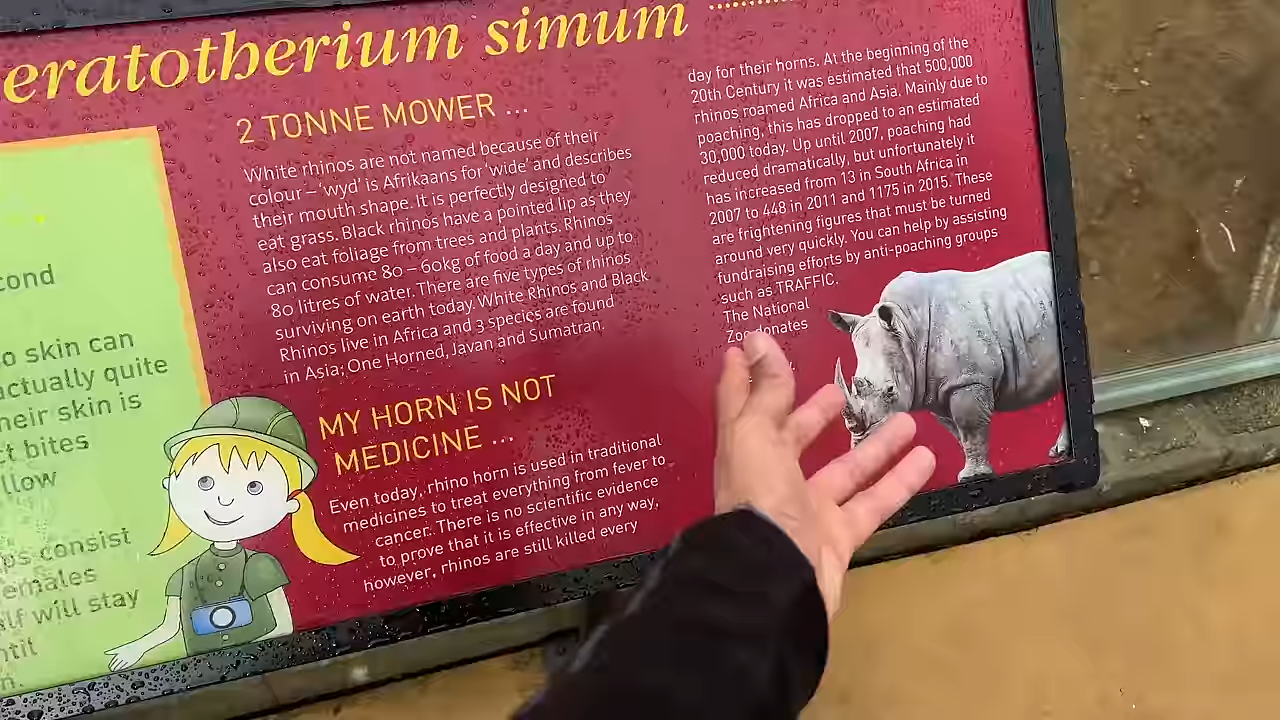 eratotherium simum
cond
o skin can
actually quite
heir skin is
ct bites
llow
ps consist
emales
lf will stay
ntil
n.
2 TONNE MOWER ...
White rhinos are not named because of their
colour – 'wyd' is Afrikaans for 'wide' and describes
their mouth shape. It is perfectly designed to
eat grass. Black rhinos have a pointed lip as they
also eat foliage from trees and plants. Rhinos
can consume 80 – 60kg of food a day and up to
80 litres of water. There are five types of rhinos
surviving on earth today. White Rhinos and Black
Rhinos live in Africa and 3 species are found
in Asia; One Horned, Javan and Sumatran.
MY HORN IS NOT
MEDICINE ...
Even today, rhino horn is used in traditional
medicines to treat everything from fever to
cancer. There is no scientific evidence
to prove that it is effective in any way,
however, rhinos are still killed every
day for their horns. At the beginning of the
20th Century it was estimated that 500,000
rhinos roamed Africa and Asia. Mainly due to
poaching, this has dropped to an estimated
30,000 today. Up until 2007, poaching had
reduced dramatically, but unfortunately it
has increased from 13 in South Africa in
2007 to 448 in 2011 and 1175 in 2015. These
are frightening figures that must be turned
around very quickly. You can help by assisting
fundraising efforts by anti-poaching groups
such as TRAFFIC.
The National
Zoo donates